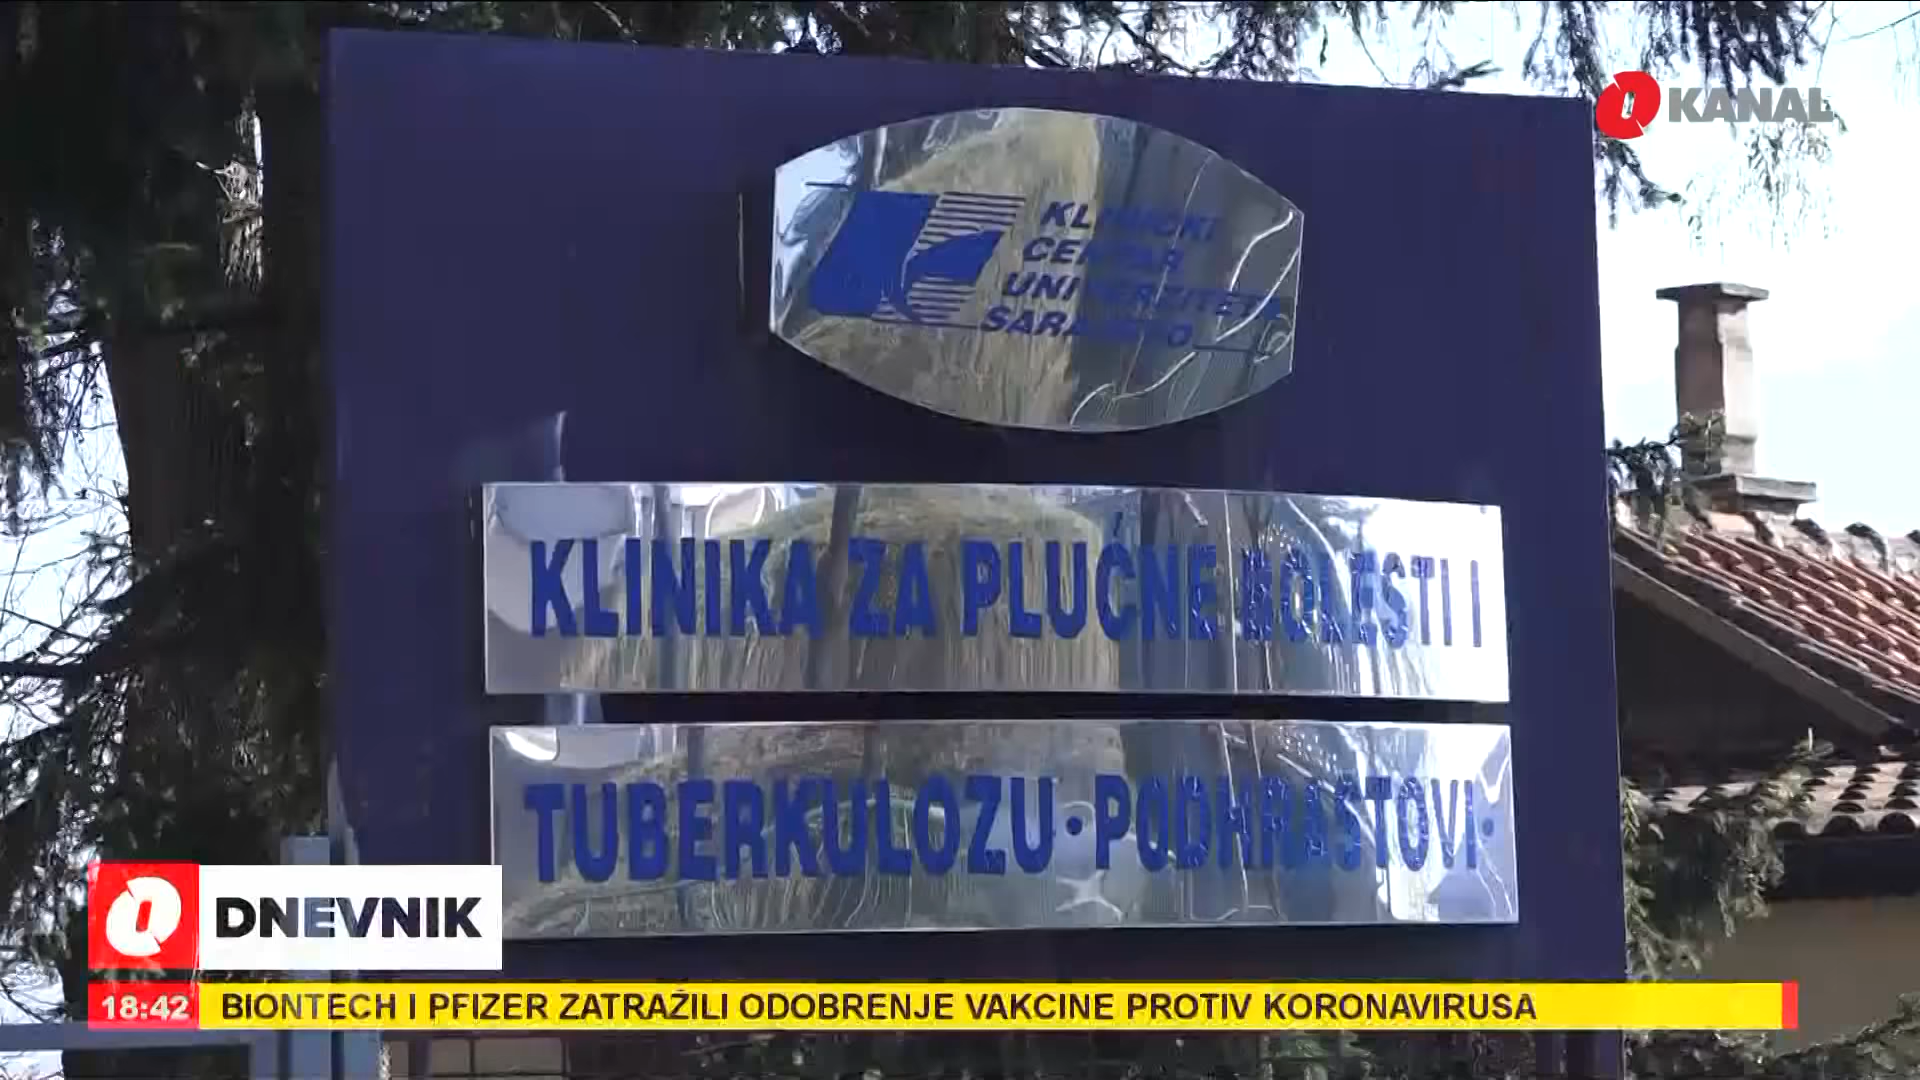 O KANAL
KLINIČKI
CENTAR
UNIVERZITETA
SARAJEVO
KLINIKA ZA PLUĆNE BOLESTI I
TUBERKULOZU • PODHRASTOVI •
O DNEVNIK
18:42 BIONTECH I PFIZER ZATRAŽILI ODOBRENJE VAKCINE PROTIV KORONAVIRUSA